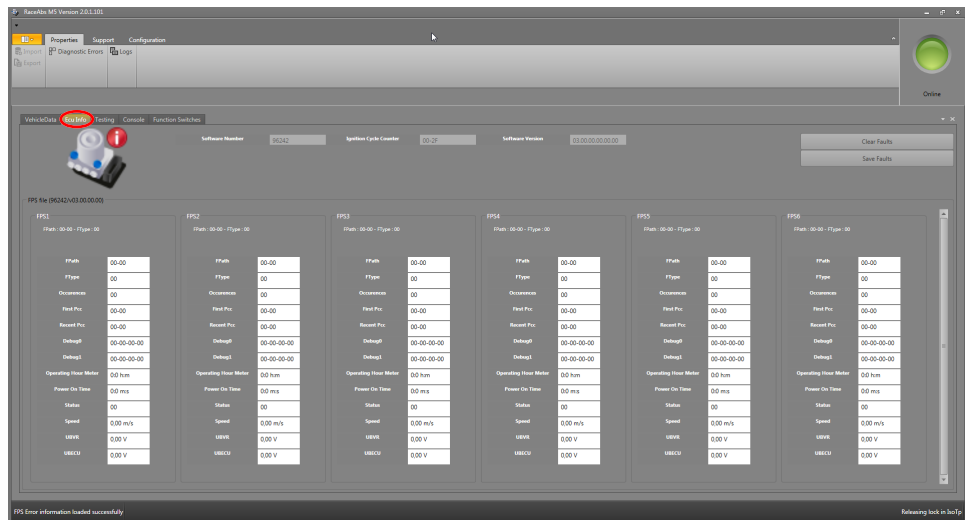 RaceAbs M5 Version 2.0.1.101
Properties Support Configuration
Import Diagnostic Errors Logs
Export
Online
VehicleData Ecu Info Testing Console Function Switches
Software Number 96242 Ignition Cycle Counter 00-2F Software Version 03.00.00.00.00.00
Clear Faults
Save Faults
FPS file (96242/v03.00.00.00)
FPS1 FPS2 FPS3 FPS4 FPS5 FPS6
FPath : 00-00 - FType : 00 FPath : 00-00 - FType : 00 FPath : 00-00 - FType : 00 FPath : 00-00 - FType : 00 FPath : 00-00 - FType : 00 FPath : 00-00 - FType : 00
FPath 00-00 FPath 00-00 FPath 00-00 FPath 00-00 FPath 00-00 FPath 00-00
FType 00 FType 00 FType 00 FType 00 FType 00 FType 00
Occurences 00 Occurences 00 Occurences 00 Occurences 00 Occurences 00 Occurences 00
First Pcc 00-00 First Pcc 00-00 First Pcc 00-00 First Pcc 00-00 First Pcc 00-00 First Pcc 00-00
Recent Pcc 00-00 Recent Pcc 00-00 Recent Pcc 00-00 Recent Pcc 00-00 Recent Pcc 00-00 Recent Pcc 00-00
Debug0 00-00-00-00 Debug0 00-00-00-00 Debug0 00-00-00-00 Debug0 00-00-00-00 Debug0 00-00-00-00 Debug0 00-00-00-00
Debug1 00-00-00-00 Debug1 00-00-00-00 Debug1 00-00-00-00 Debug1 00-00-00-00 Debug1 00-00-00-00 Debug1 00-00-00-00
Operating Hour Meter 0:0 h:m Operating Hour Meter 0:0 h:m Operating Hour Meter 0:0 h:m Operating Hour Meter 0:0 h:m Operating Hour Meter 0:0 h:m Operating Hour Meter 0:0 h:m
Power On Time 0:0 m:s Power On Time 0:0 m:s Power On Time 0:0 m:s Power On Time 0:0 m:s Power On Time 0:0 m:s Power On Time 0:0 m:s
Status 00 Status 00 Status 00 Status 00 Status 00 Status 00
Speed 0,00 m/s Speed 0,00 m/s Speed 0,00 m/s Speed 0,00 m/s Speed 0,00 m/s Speed 0,00 m/s
UBVR 0,00 V UBVR 0,00 V UBVR 0,00 V UBVR 0,00 V UBVR 0,00 V UBVR 0,00 V
UBECU 0,00 V UBECU 0,00 V UBECU 0,00 V UBECU 0,00 V UBECU 0,00 V UBECU 0,00 V
FPS Error information loaded successfully Releasing lock in IsoTp